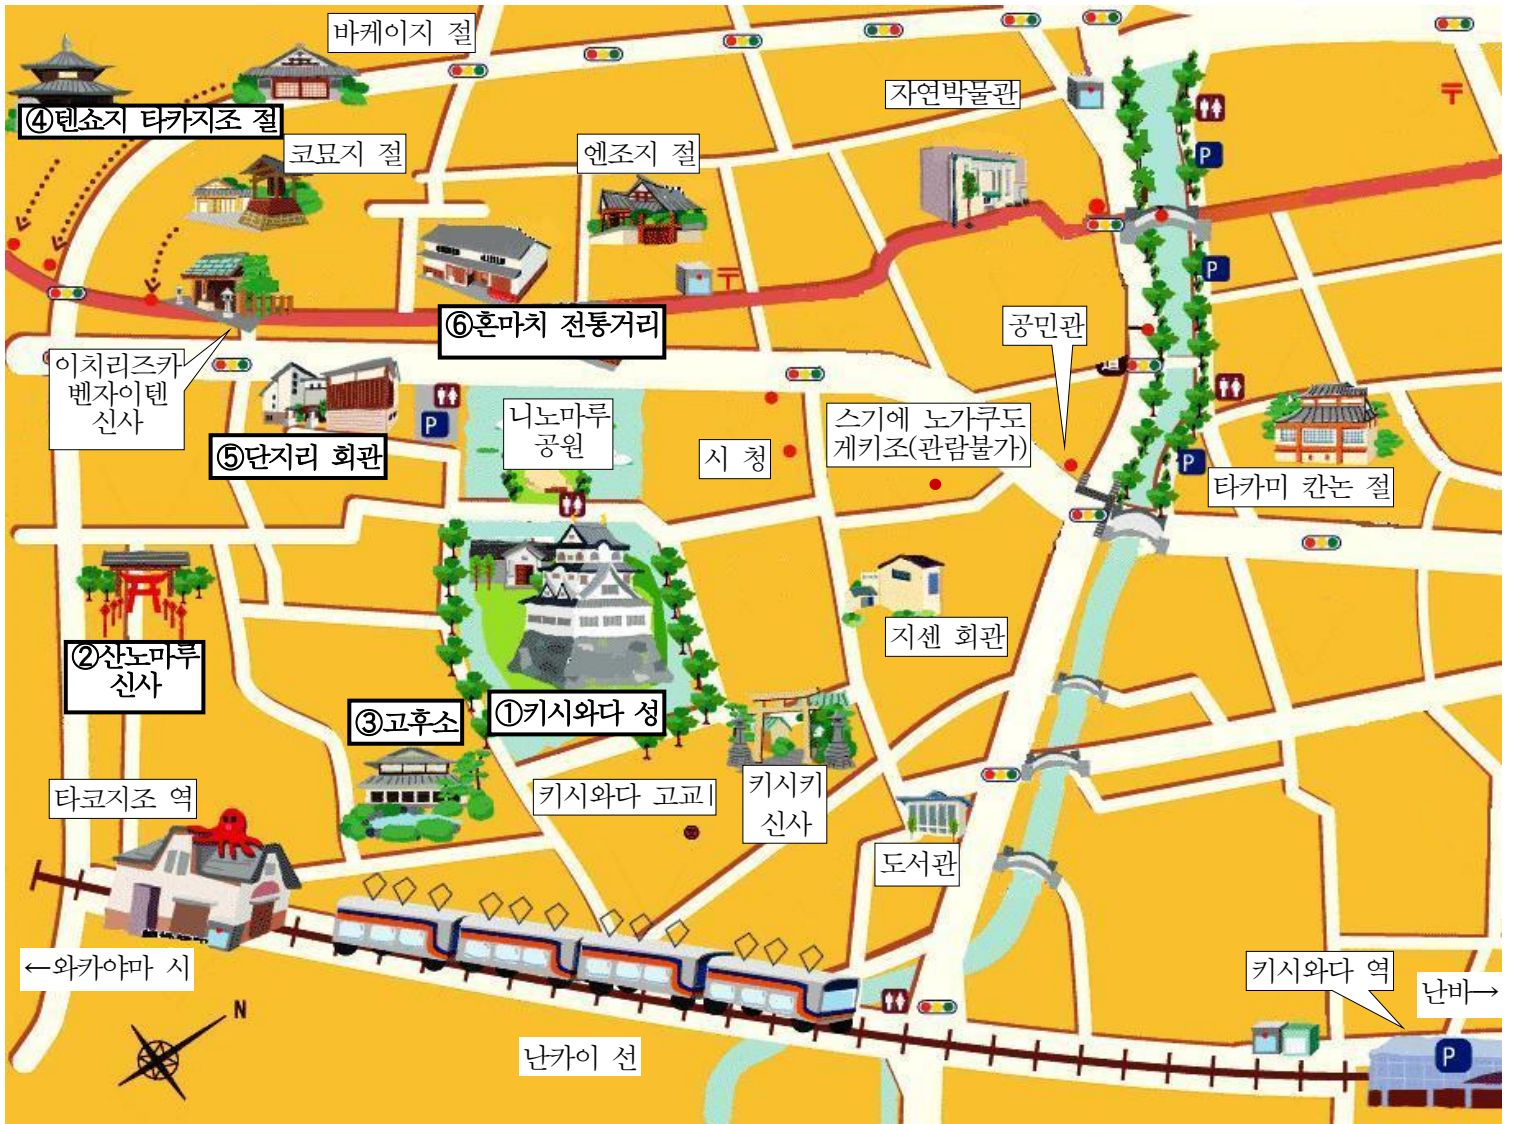 바케이지 절
④텐쇼지 타카지조 절
코묘지 절
엔조지 절
자연박물관
P
P
⑥혼마치 전통거리
공민관
이치리즈카
벤자이텐
신사
P
⑤단지리 회관
니노마루
공원
시 청
스기에 노가쿠도
게키조(관람불가)
P
타카미 칸논 절
②산노마루
신사
지센 회관
③고후소
①키시와다 성
타코지조 역
키시와다 고교
키시키
신사
도서관
←와카야마 시
키시와다 역
난비→
N
난카이 선
P